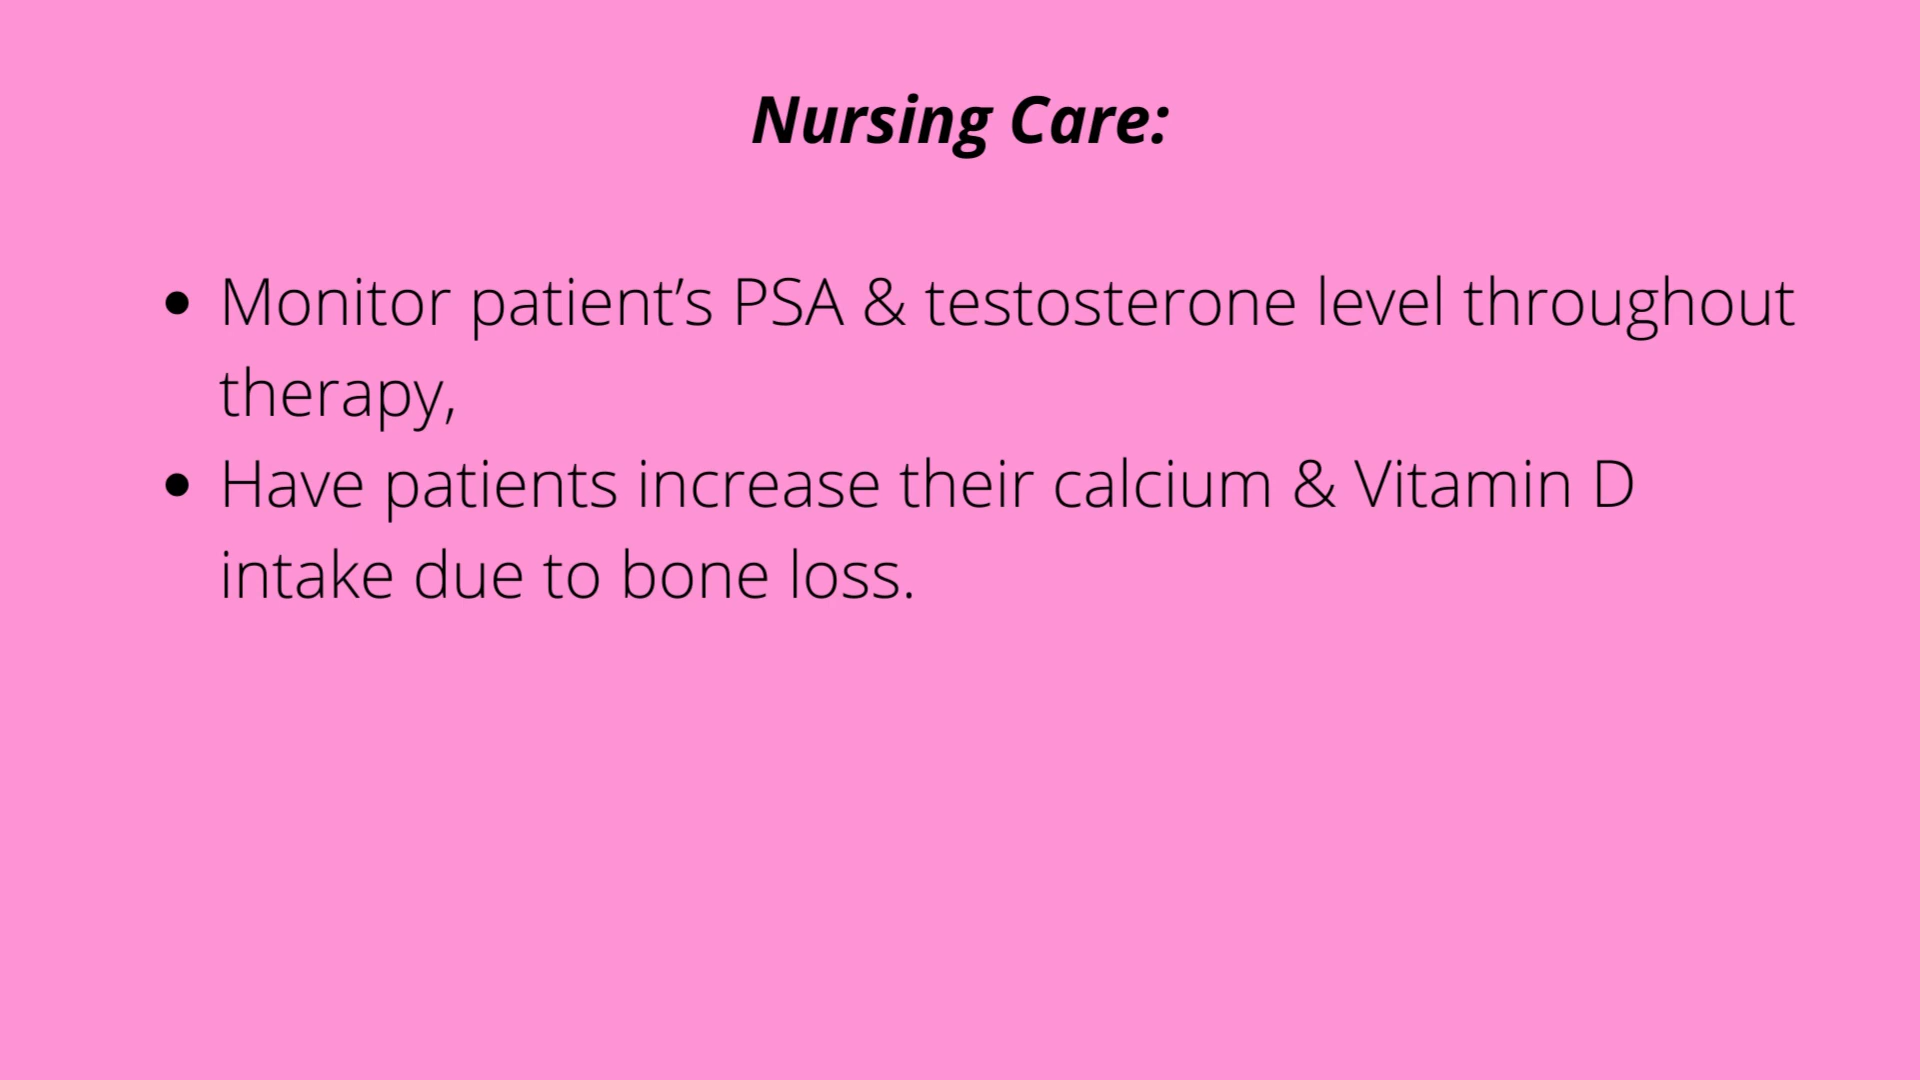 Nursing Care:
• Monitor patient’s PSA & testosterone level throughout
therapy,
• Have patients increase their calcium & Vitamin D
intake due to bone loss.